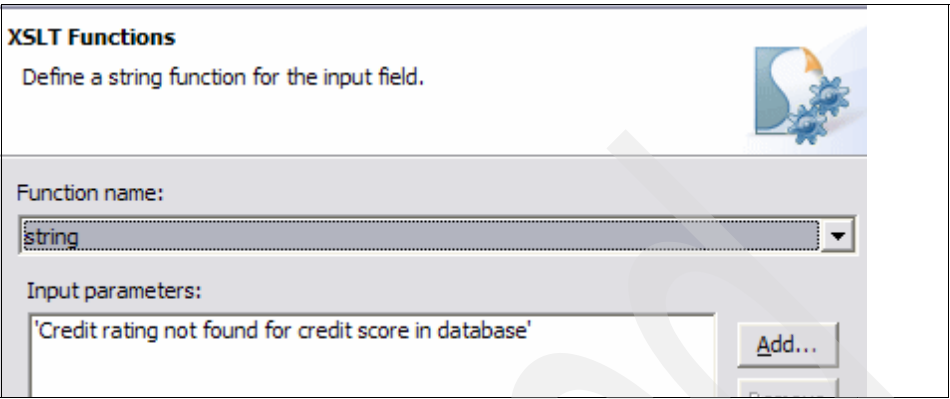 XSLT Functions
Define a string function for the input field.
Function name:
string
Input parameters:
'Credit rating not found for credit score in database'
Add...
Remove